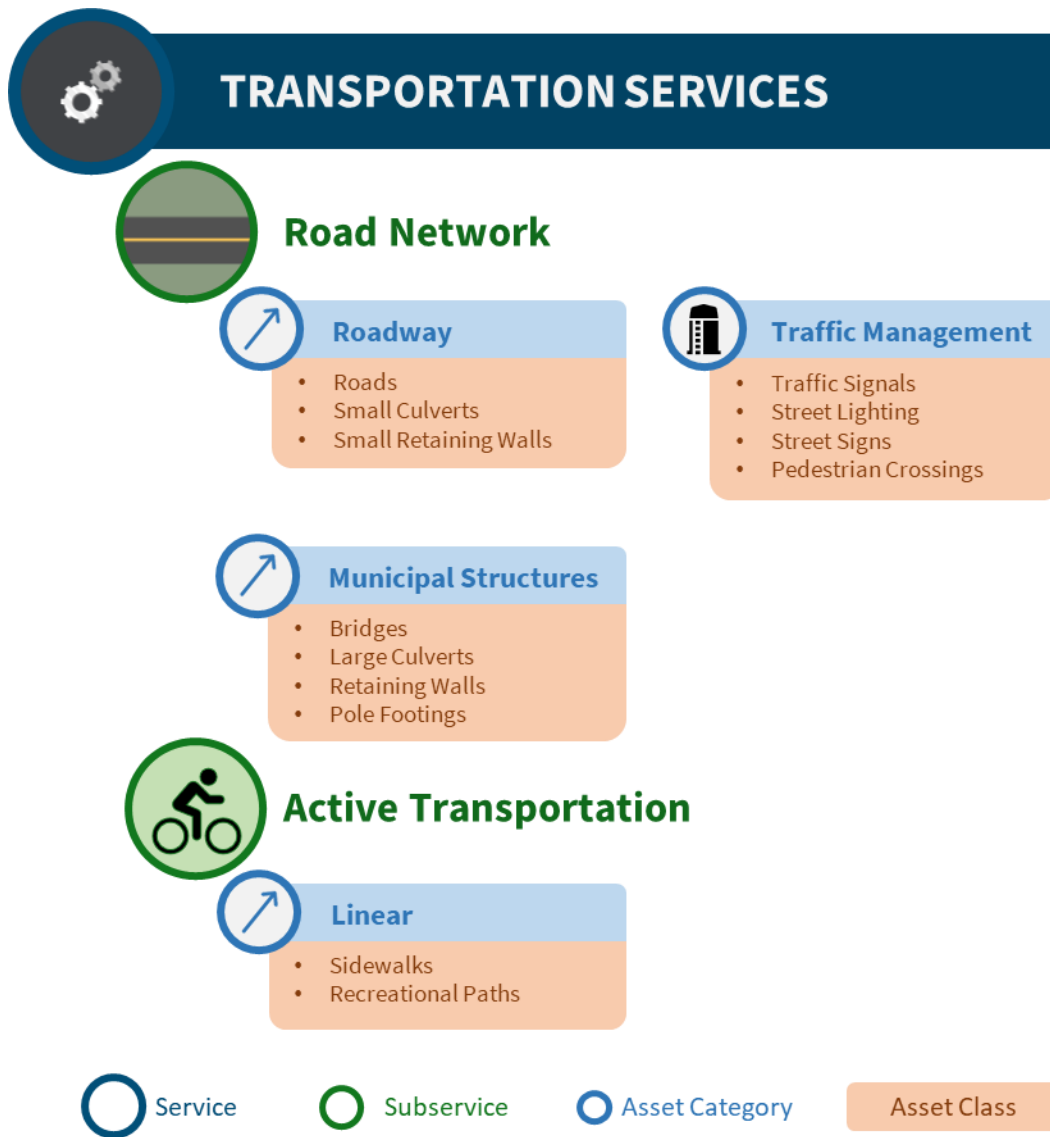 TRANSPORTATION SERVICES
Road Network
Roadway
• Roads
• Small Culverts
• Small Retaining Walls
Traffic Management
• Traffic Signals
• Street Lighting
• Street Signs
• Pedestrian Crossings
Municipal Structures
• Bridges
• Large Culverts
• Retaining Walls
• Pole Footings
Active Transportation
Linear
• Sidewalks
• Recreational Paths
Service
Subservice
Asset Category
Asset Class